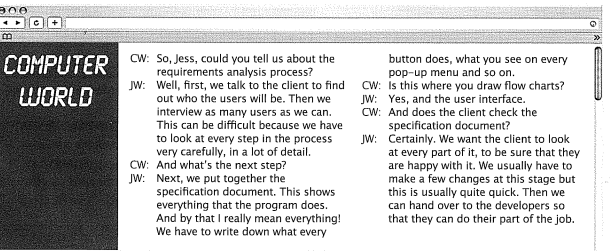 COMPUTER
WORLD
CW: So, Jess, could you tell us about the
requirements analysis process?
JW: Well, first, we talk to the client to find
out who the users will be. Then we
interview as many users as we can.
This can be difficult because we have
to look at every step in the process
very carefully, in a lot of detail.
CW: And what's the next step?
JW: Next, we put together the
specification document. This shows
everything that the program does.
And by that I really mean everything!
We have to write down what every
button does, what you see on every
pop-up menu and so on.
CW: Is this where you draw flow charts?
JW: Yes, and the user interface.
CW: And does the client check the
specification document?
JW: Certainly. We want the client to look
at every part of it, to be sure that they
are happy with it. We usually have to
make a few changes at this stage but
this is usually quite quick. Then we
can hand over to the developers so
that they can do their part of the job.